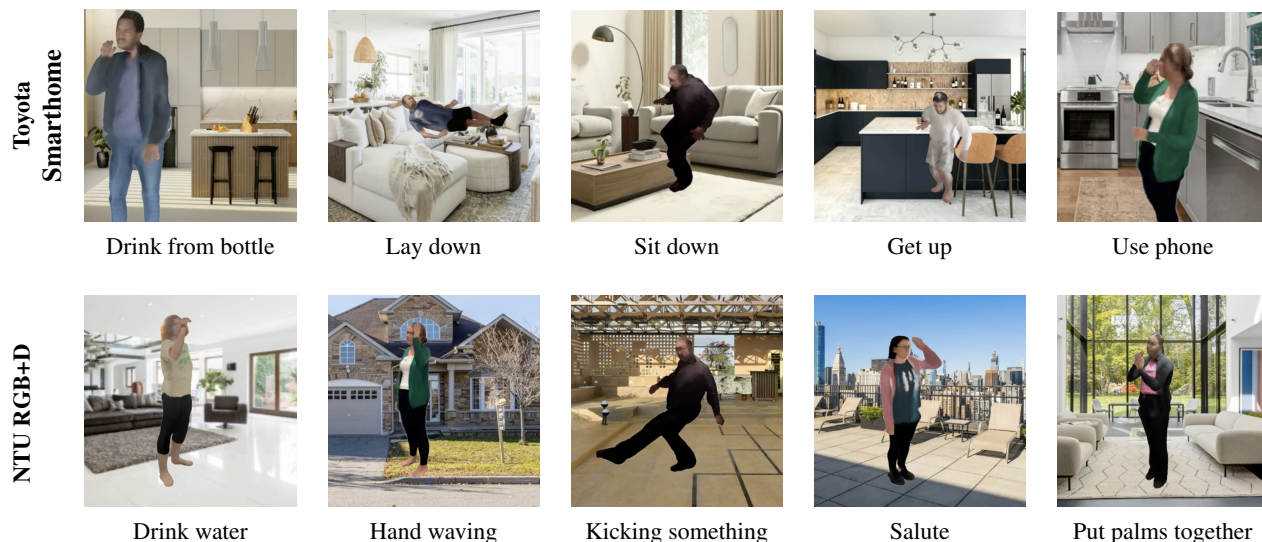 Toyota
Smarthome
Drink from bottle
Lay down
Sit down
Get up
Use phone
NTU RGB+D
Drink water
Hand waving
Kicking something
Salute
Put palms together